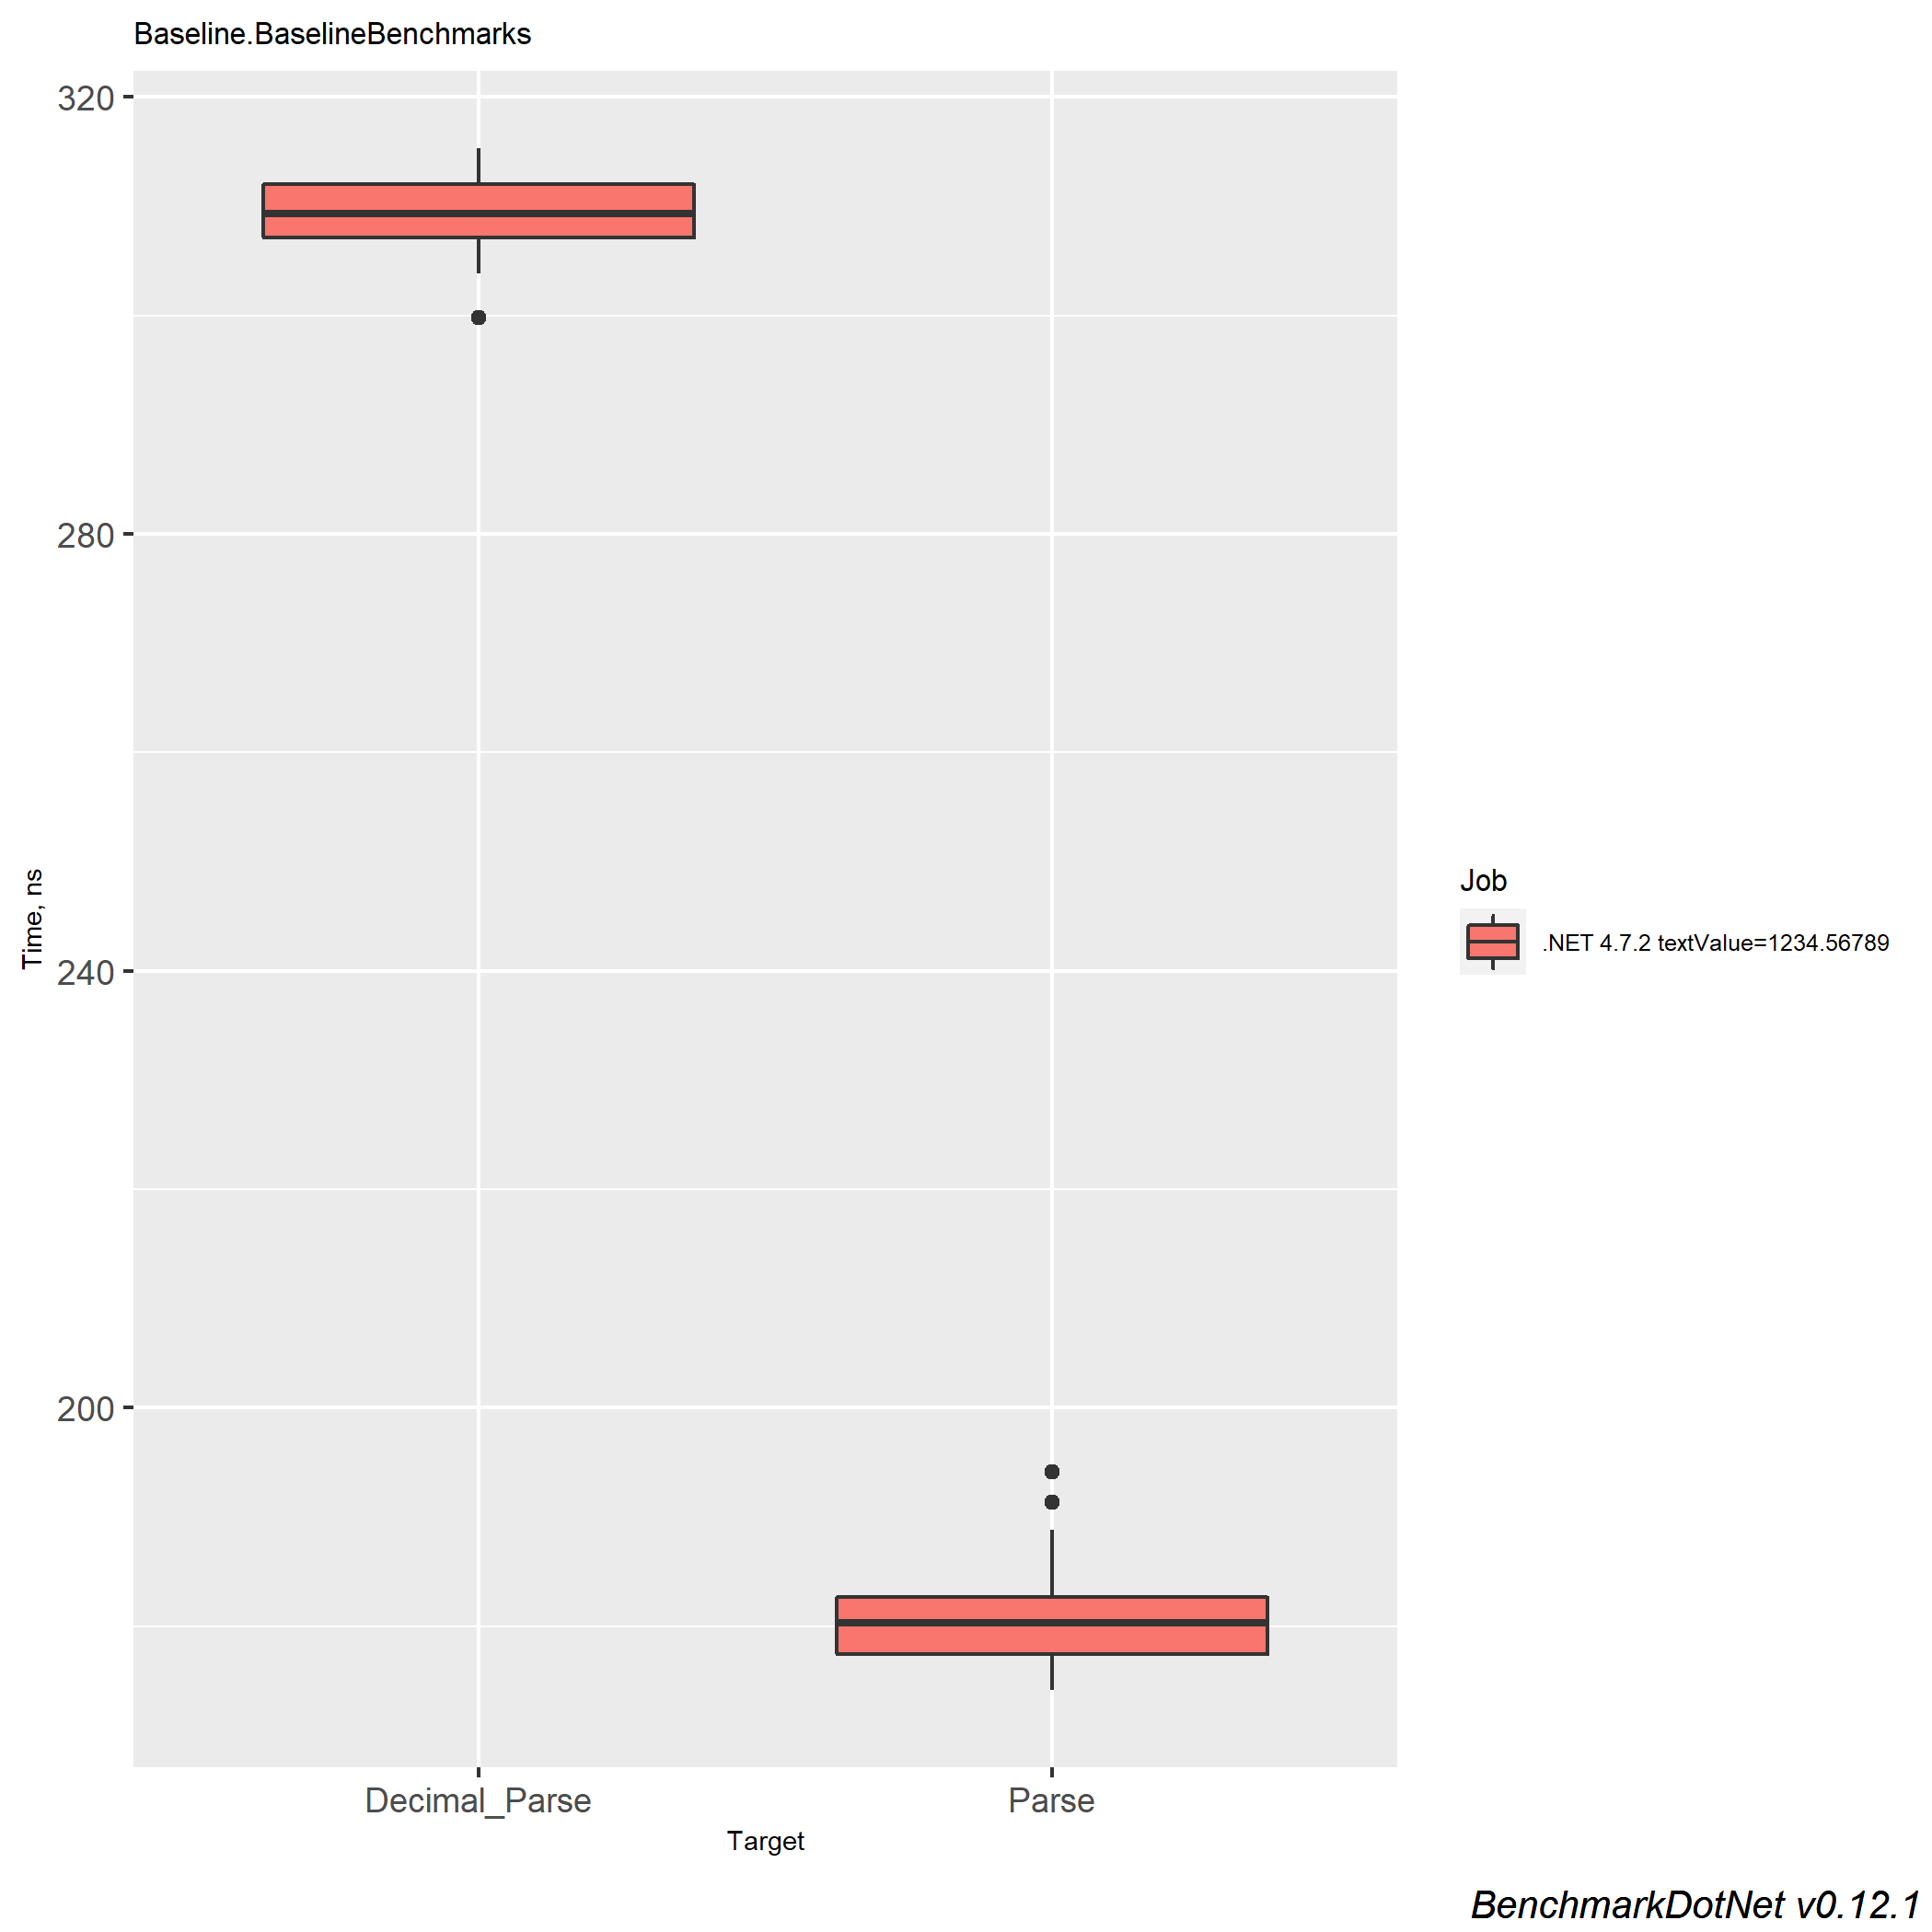 Baseline.BaselineBenchmarks
320
280
240
200
Time, ns
Decimal_Parse
Parse
Target
Job
.NET 4.7.2 textValue=1234.56789
BenchmarkDotNet v0.12.1